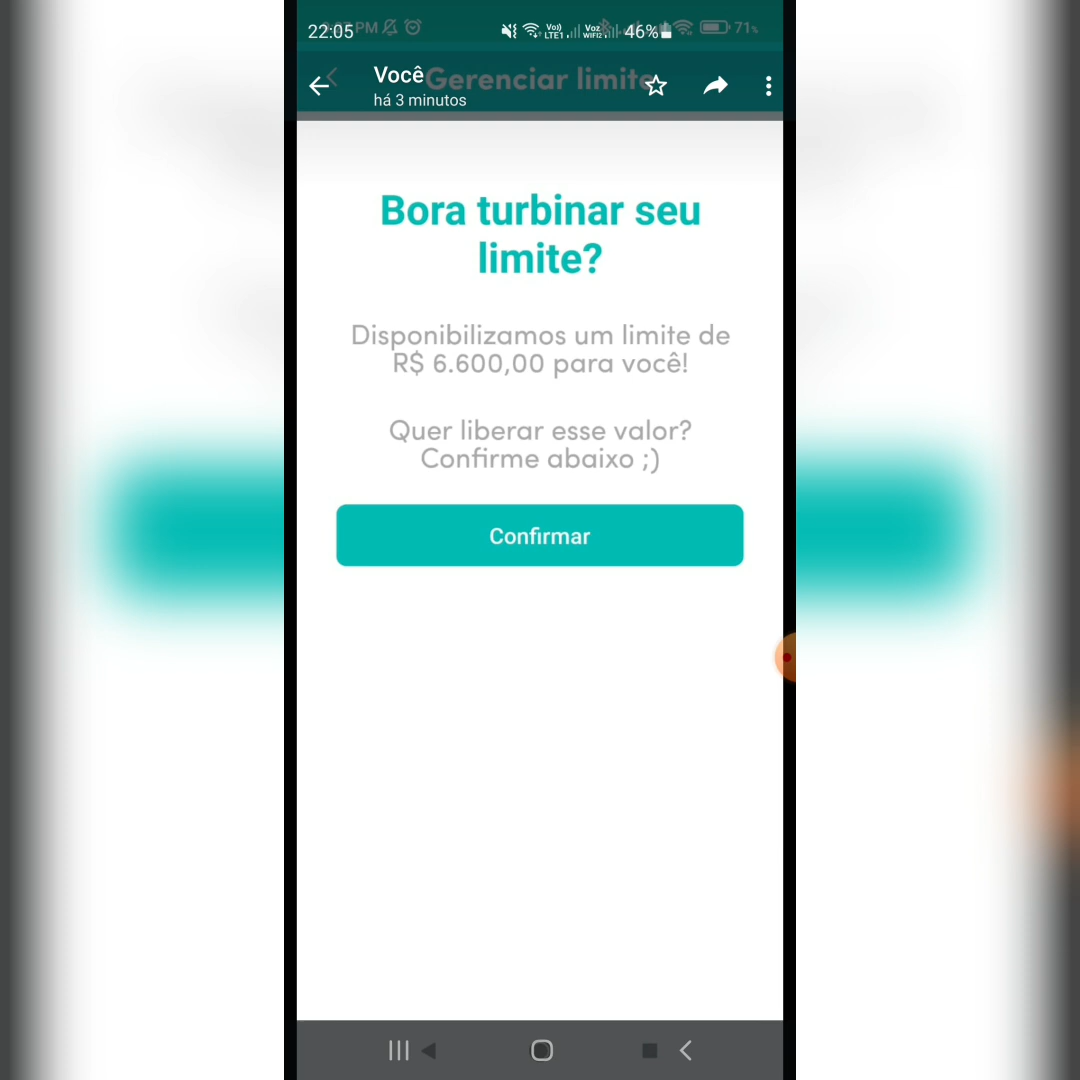 22:05
46%
71%
Você
Gerenciar limite
há 3 minutos
Bora turbinar seu
limite?
Disponibilizamos um limite de
R$ 6.600,00 para você!
Quer liberar esse valor?
Confirme abaixo ;)
Confirmar